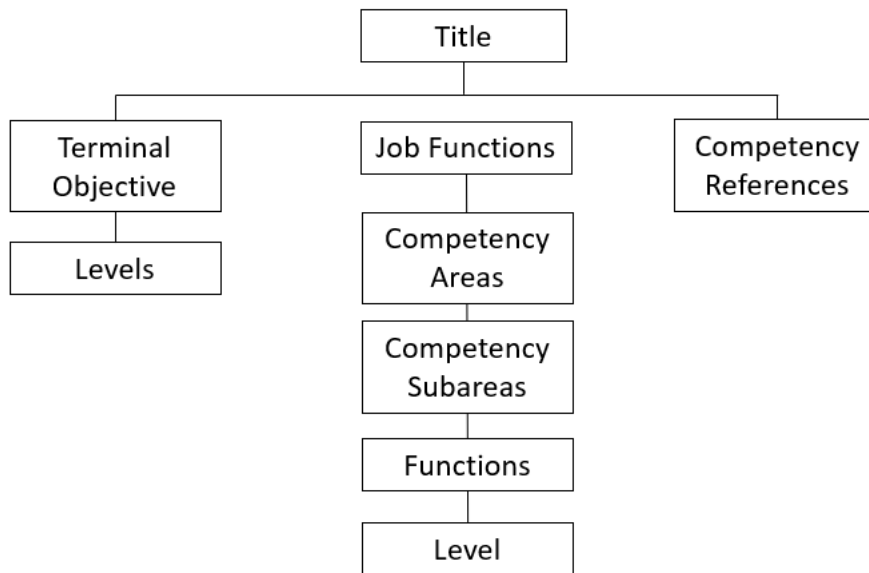 Title
Terminal
Objective
Job Functions
Competency
References
Levels
Competency
Areas
Competency
Subareas
Functions
Level